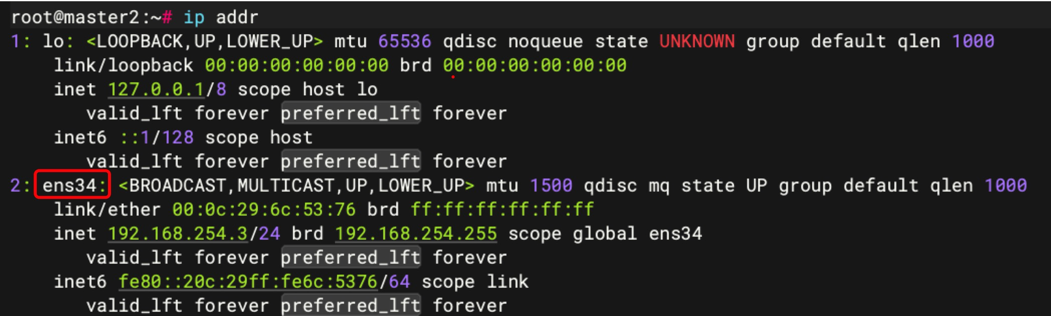 root@master2:~# ip addr
1: lo: <LOOPBACK,UP,LOWER_UP> mtu 65536 qdisc noqueue state UNKNOWN group default qlen 1000
link/loopback 00:00:00:00:00:00 brd 00:00:00:00:00:00
inet 127.0.0.1/8 scope host lo
valid_lft forever preferred_lft forever
inet6 ::1/128 scope host
valid_lft forever preferred_lft forever
2: ens34: <BROADCAST,MULTICAST,UP,LOWER_UP> mtu 1500 qdisc mq state UP group default qlen 1000
link/ether 00:0c:29:6c:53:76 brd ff:ff:ff:ff:ff:ff
inet 192.168.254.3/24 brd 192.168.254.255 scope global ens34
valid_lft forever preferred_lft forever
inet6 fe80::20c:29ff:fe6c:5376/64 scope link
valid_lft forever preferred_lft forever